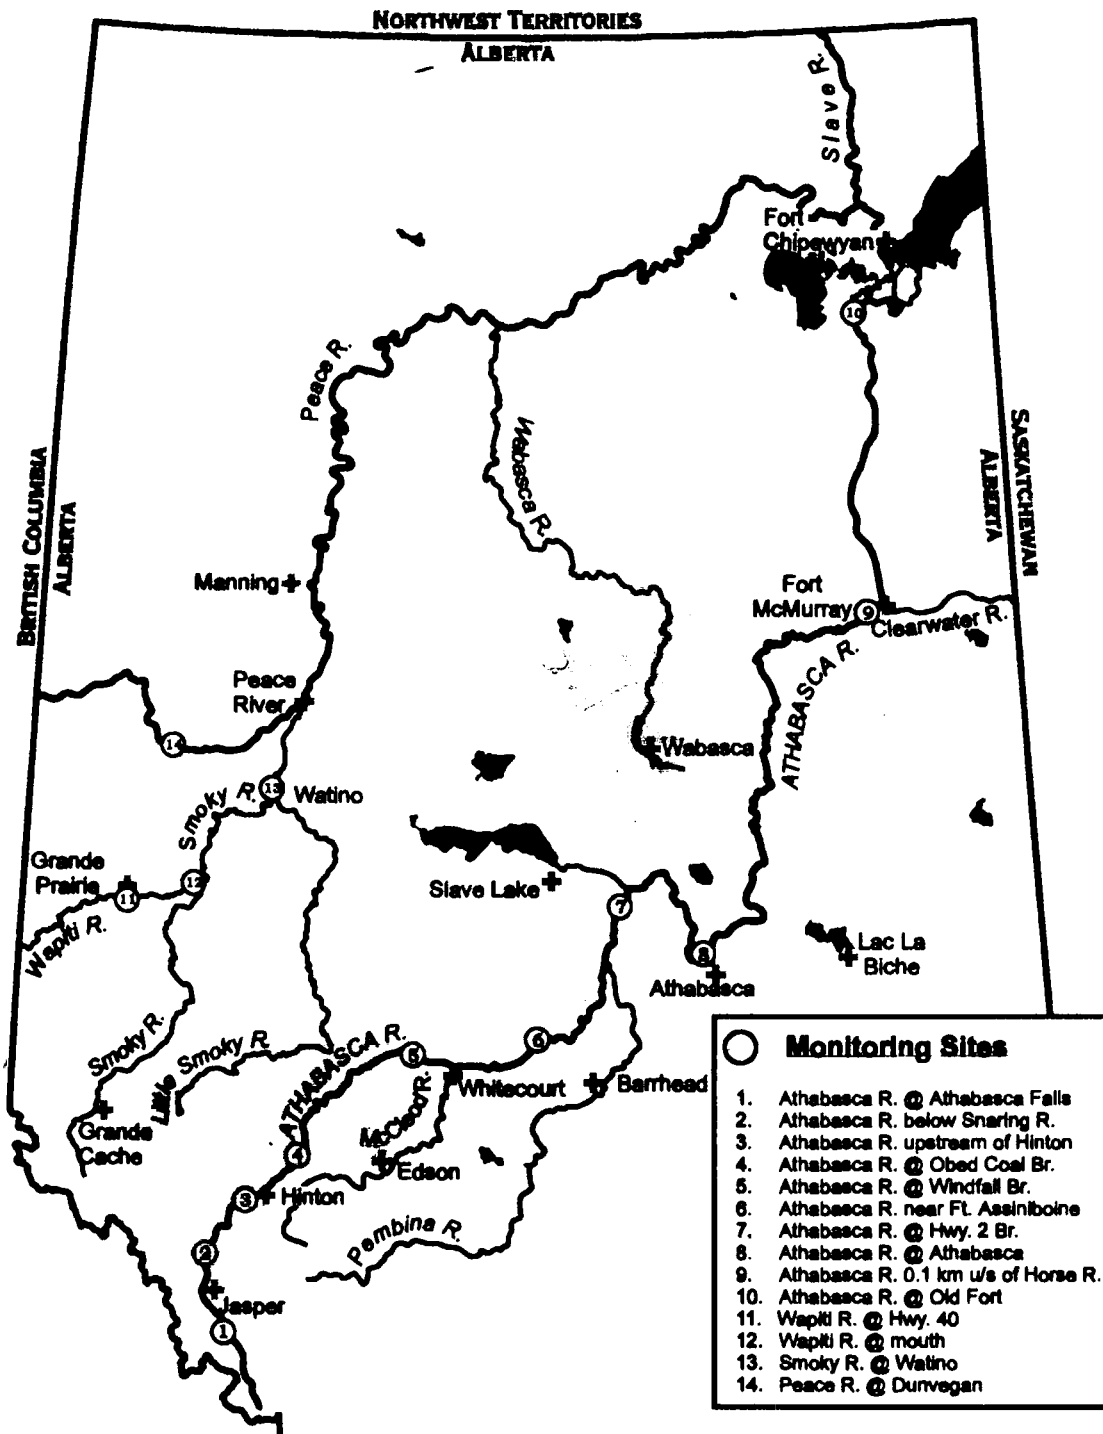 NORTHWEST TERRITORIES
ALBERTA
Slave R.
Fort
Chipewyan
10
Peace R.
Wabasca R.
BRITISH COLUMBIA
ALBERTA
SASKATCHEWAN
ALBERTA
Manning
Fort
McMurray
9
Clearwater R.
Peace
River
ATHABASCA R.
14
Wabasca
13
Watino
Smoky R.
Grande
Prairie
12
11
Slave Lake
7
Wapiti R.
8
Lac La
Biche
Athabasca
Smoky R.
Little Smoky R.
ATHABASCA R.
5
6
Whitecourt
Barrhead
McCleod R.
Grande
Cache
4
Edson
3
Hinton
Pembina R.
2
Jasper
1
Monitoring Sites
1. Athabasca R. @ Athabasca Falls
2. Athabasca R. below Snaring R.
3. Athabasca R. upstream of Hinton
4. Athabasca R. @ Obed Coal Br.
5. Athabasca R. @ Windfall Br.
6. Athabasca R. near Ft. Assiniboine
7. Athabasca R. @ Hwy. 2 Br.
8. Athabasca R. @ Athabasca
9. Athabasca R. 0.1 km u/s of Horse R.
10. Athabasca R. @ Old Fort
11. Wapiti R. @ Hwy. 40
12. Wapiti R. @ mouth
13. Smoky R. @ Watino
14. Peace R. @ Dunvegan